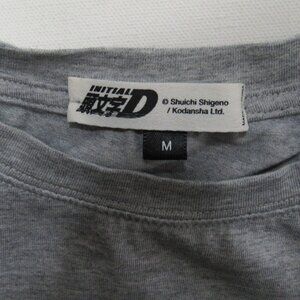 INITIAL
頭文字D
© Shuichi Shigeno
/ Kodansha Ltd.
M